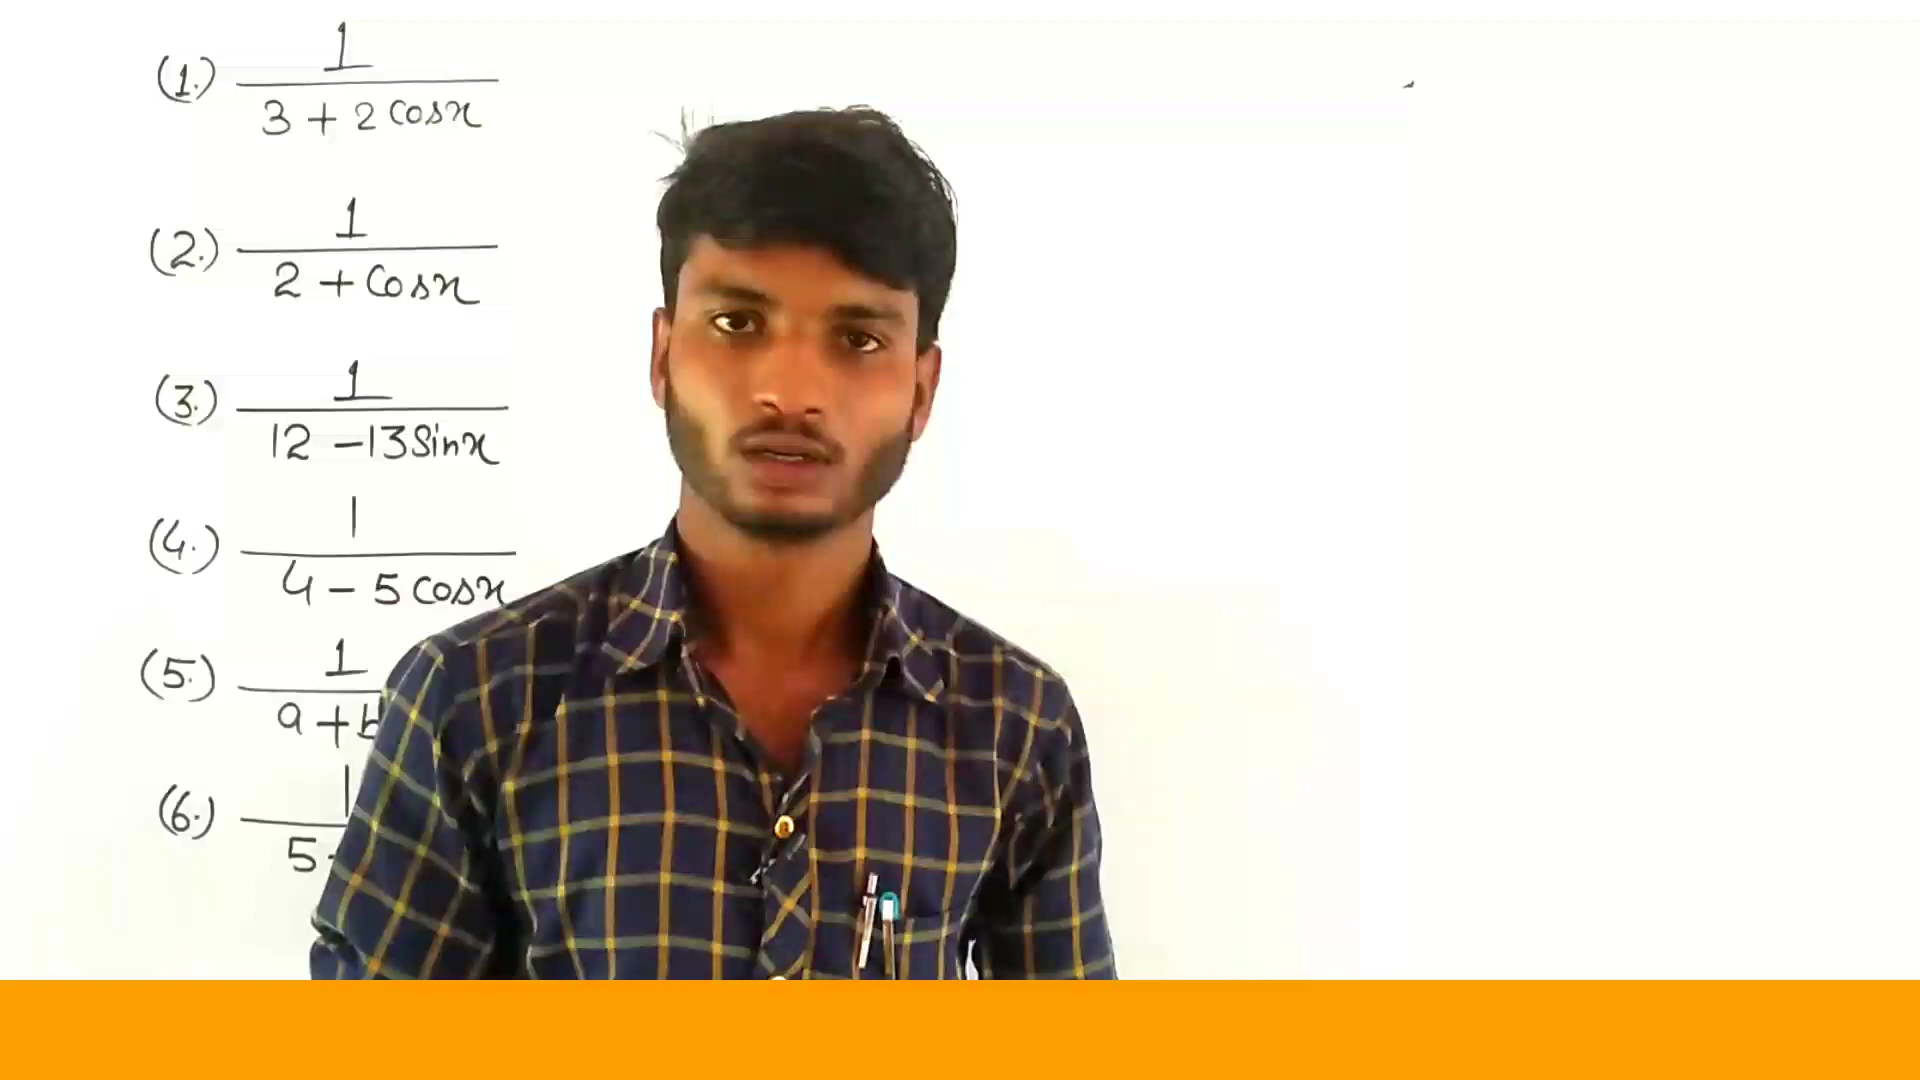 (1.) 1
3 + 2 cosx
(2.) 1
2 + Cosx
(3.) 1
12 - 13 Sinx
(4.) 1
4 - 5 cosx
(5.) 1
a + b
(6.) 1
5